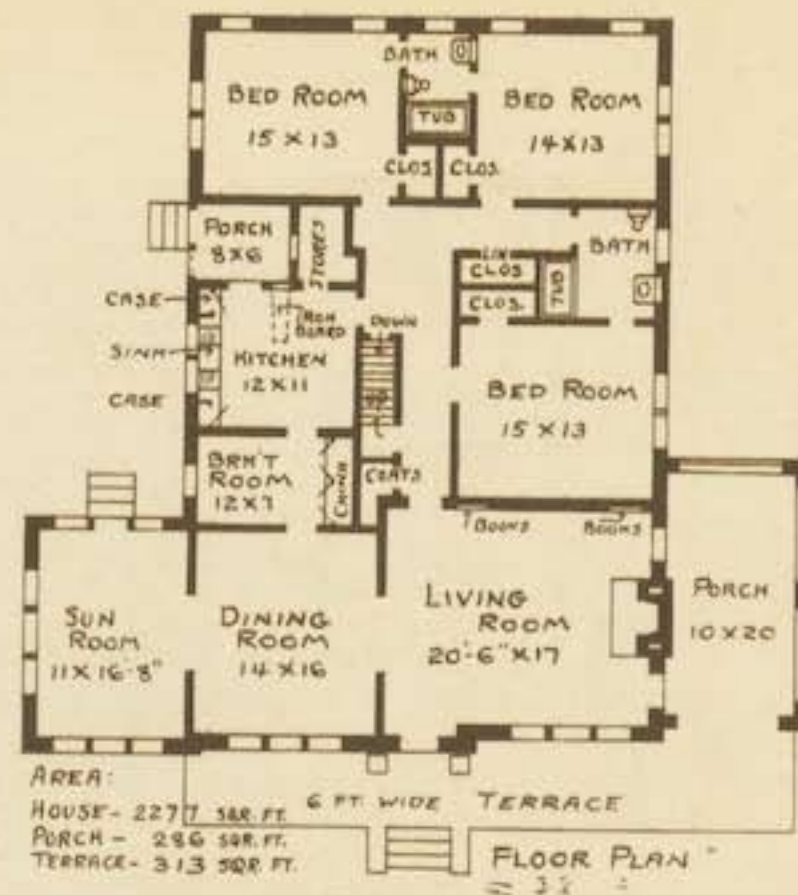 BATH
BED ROOM
15 X 13
TUB
BED ROOM
14 X 13
CLOS.
CLOS.
PORCH
8X6
STORES
BATH
LIN
CLOS
TUB
CLOS.
CASE
IRON
BOARD
DOWN
SINK
KITCHEN
12 X 11
CASE
UP
BED ROOM
15 X 13
BRK'T
ROOM
12 X 7
CHINA
COATS
BOOKS
BOOKS
SUN
ROOM
11 X 16-8"
DINING
ROOM
14 X 16
LIVING
ROOM
20'-6" X 17
PORCH
10 X 20
AREA:
HOUSE - 2277 SQR. FT.
PORCH - 286 SQR. FT.
TERRACE - 313 SQR. FT.
6 FT. WIDE TERRACE
FLOOR PLAN